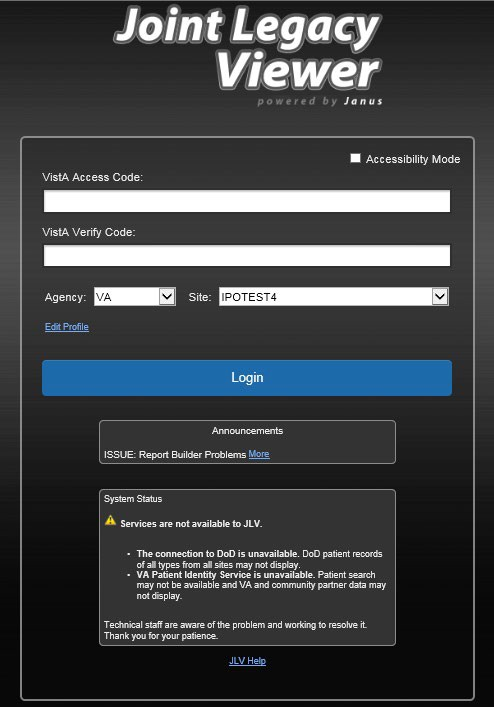 Joint Legacy
Viewer
powered by Janus
Accessibility Mode
VistA Access Code:
VistA Verify Code:
Agency: VA Site: IPOTEST4
Edit Profile
Login
Announcements
ISSUE: Report Builder Problems More
System Status
Services are not available to JLV.
• The connection to DoD is unavailable. DoD patient records
of all types from all sites may not display.
• VA Patient Identity Service is unavailable. Patient search
may not be available and VA and community partner data may
not display.
Technical staff are aware of the problem and working to resolve it.
Thank you for your patience.
JLV Help